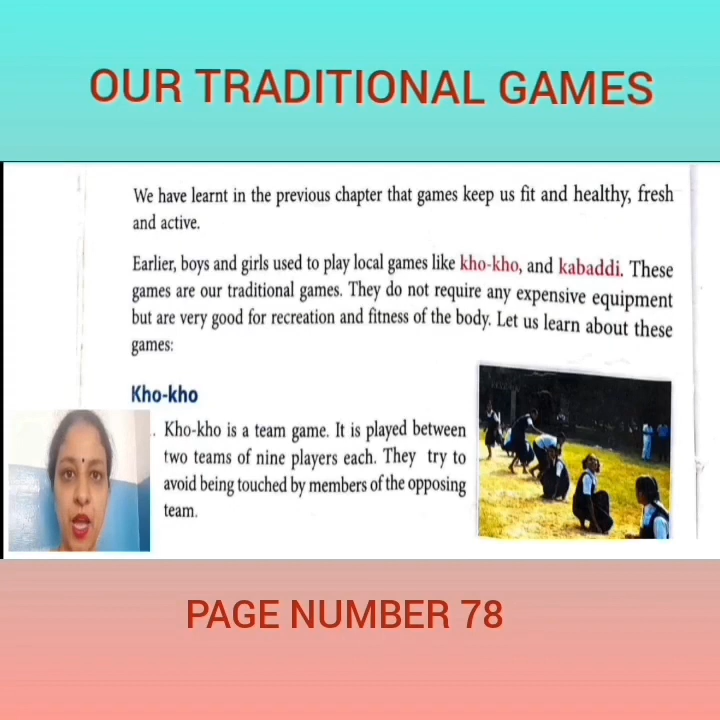 OUR TRADITIONAL GAMES
We have learnt in the previous chapter that games keep us fit and healthy, fresh
and active.
Earlier, boys and girls used to play local games like kho-kho, and kabaddi. These
games are our traditional games. They do not require any expensive equipment
but are very good for recreation and fitness of the body. Let us learn about these
games:
Kho-kho
Kho-kho is a team game. It is played between
two teams of nine players each. They try to
avoid being touched by members of the opposing
team.
PAGE NUMBER 78